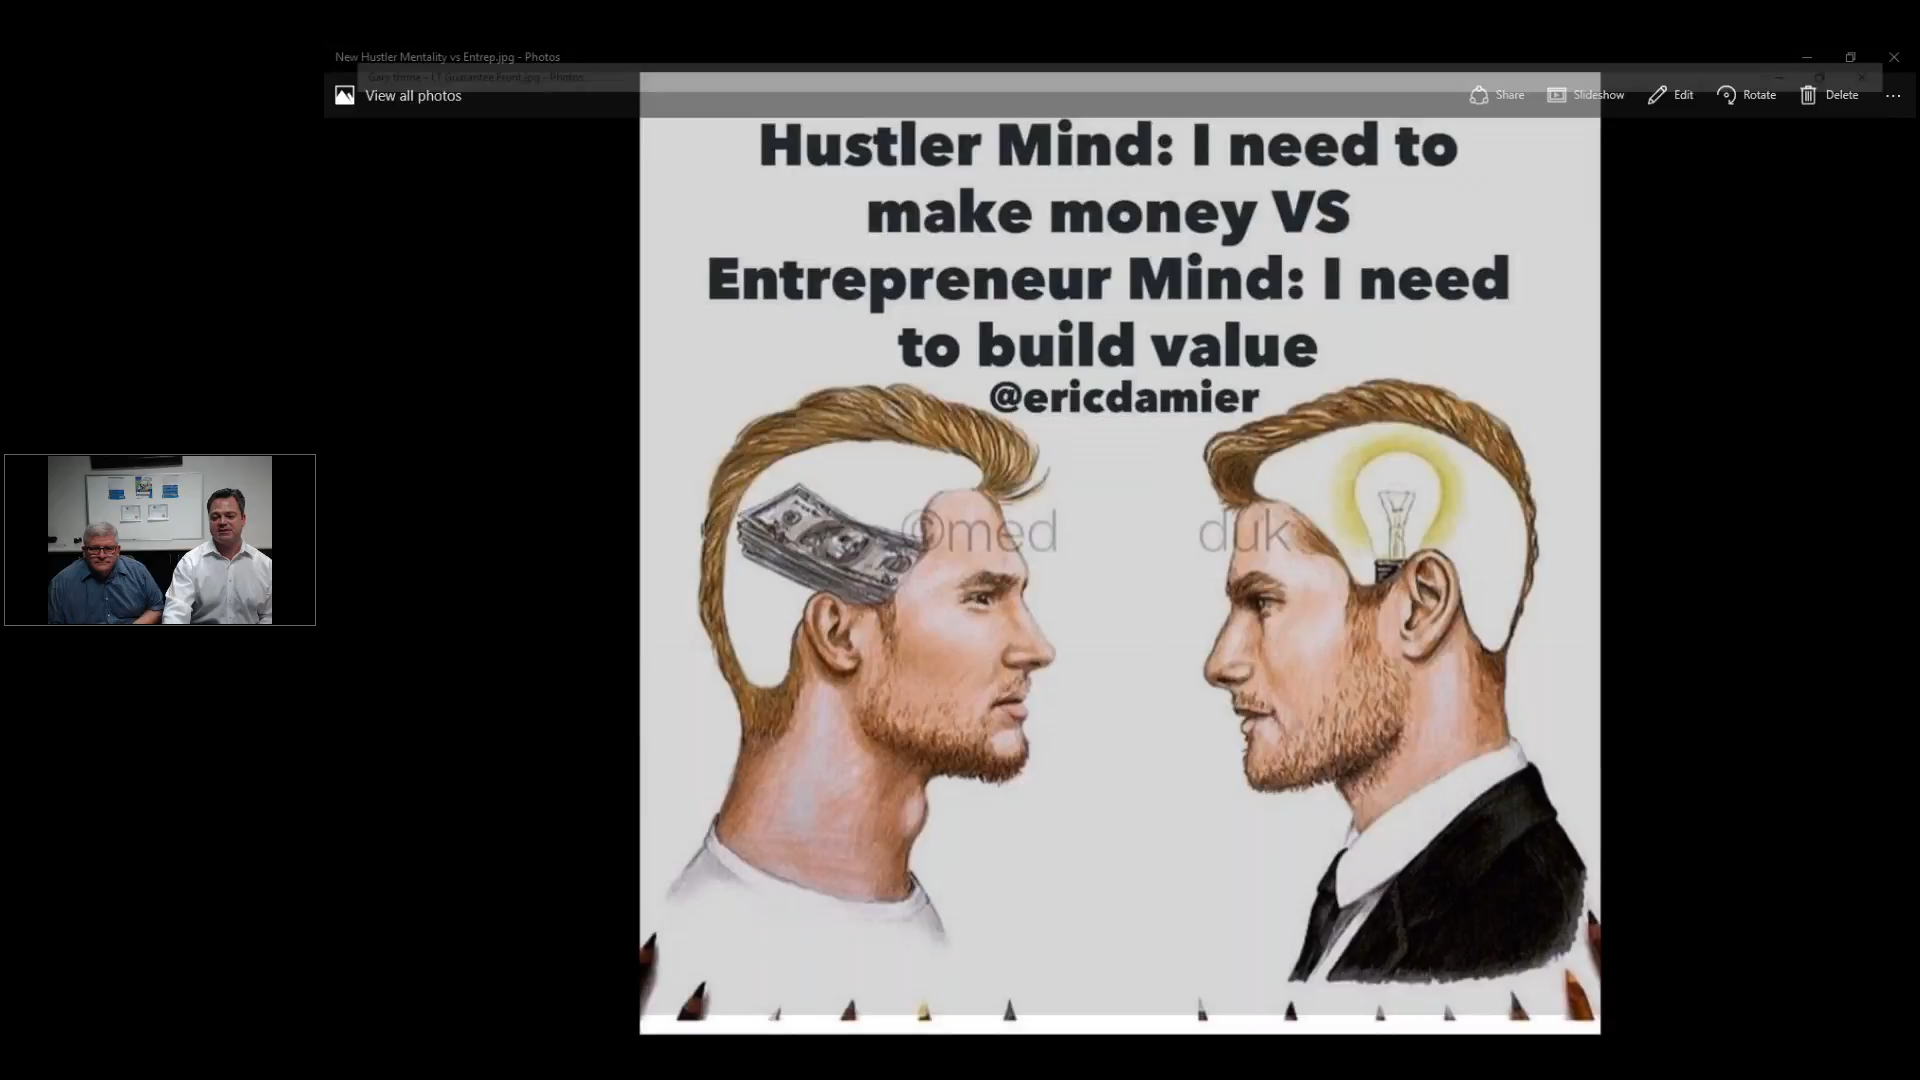 New Hustler Mentality vs Entrep.jpg - Photos
View all photos
Share
Slideshow
Edit
Rotate
Delete
Hustler Mind: I need to
make money VS
Entrepreneur Mind: I need
to build value
@ericdamier
©med
duk